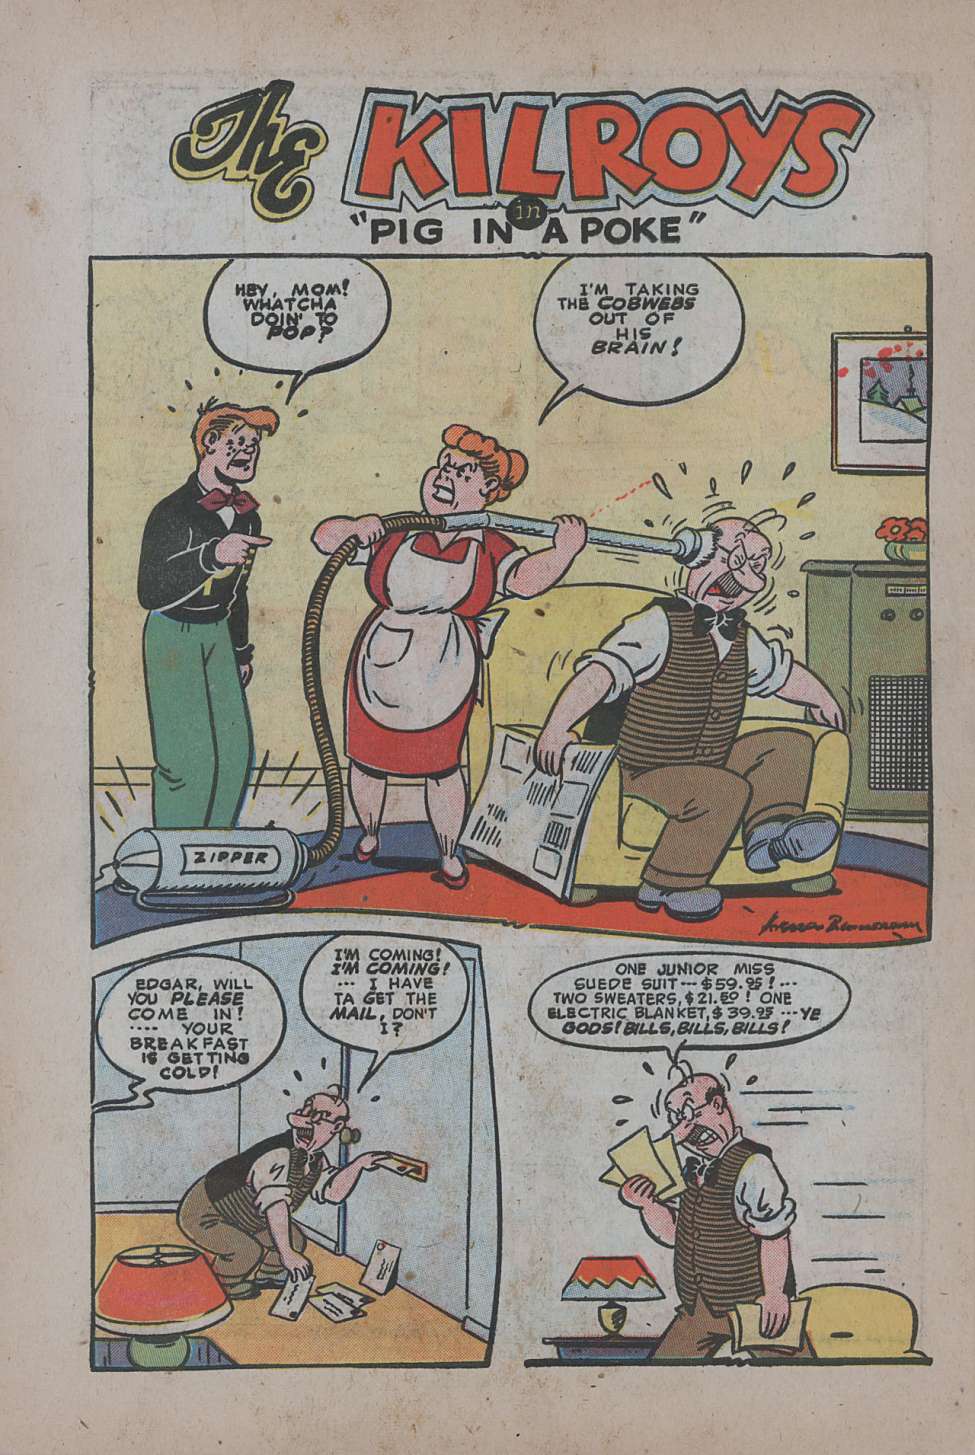 The KILROYS
in
"PIG IN A POKE"
HEY, MOM!
WHATCHA
DOIN' TO
POP?
I'M TAKING
THE COBWEBS
OUT OF
HIS
BRAIN!
ZIPPER
EDGAR, WILL
YOU PLEASE
COME IN!
.... YOUR
BREAKFAST
IS GETTING
COLD!
I'M COMING!
I'M COMING!
... I HAVE
TA GET THE
MAIL, DON'T
I?
ONE JUNIOR MISS
SUEDE SUIT--- $59.95! ...
TWO SWEATERS, $21.50! ONE
ELECTRIC BLANKET, $39.95 ---YE
GODS! BILLS, BILLS, BILLS!